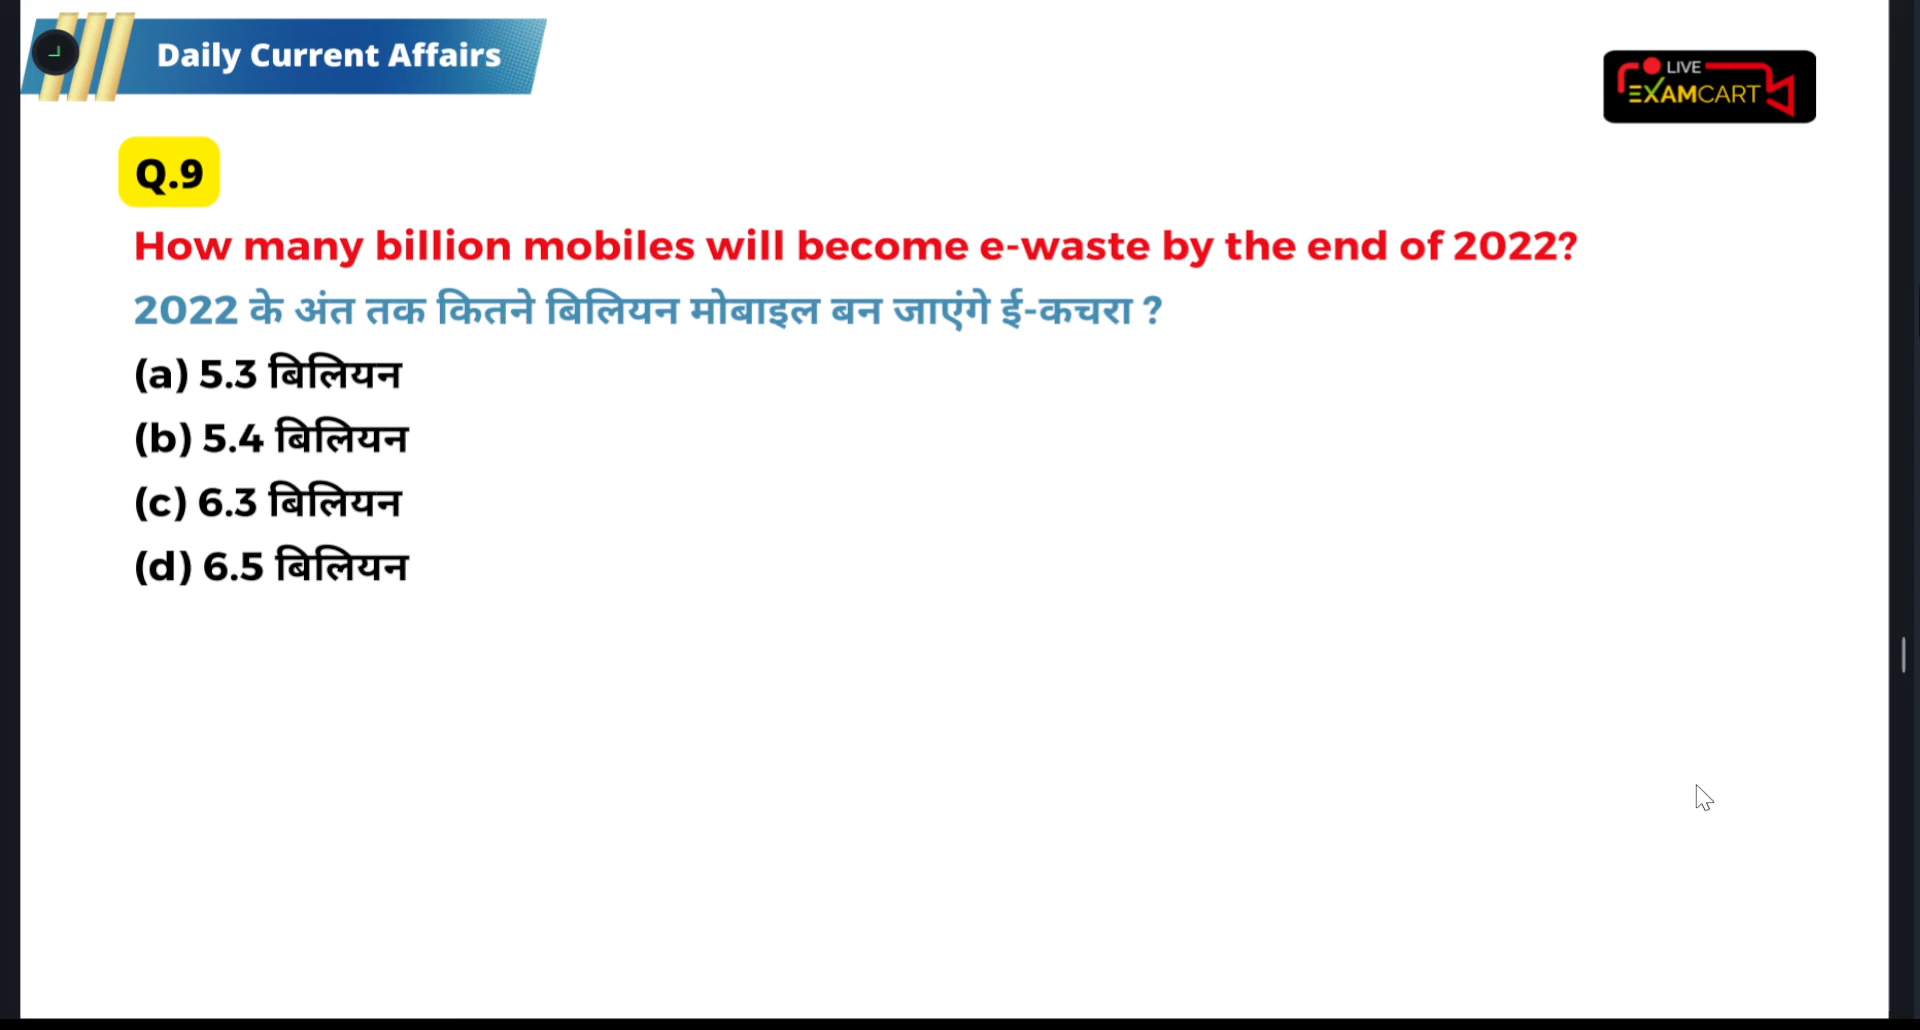 Daily Current Affairs
LIVE
EXAMCART
Q.9
How many billion mobiles will become e-waste by the end of 2022?
2022 के अंत तक कितने बिलियन मोबाइल बन जाएंगे ई-कचरा ?
(a) 5.3 बिलियन
(b) 5.4 बिलियन
(c) 6.3 बिलियन
(d) 6.5 बिलियन